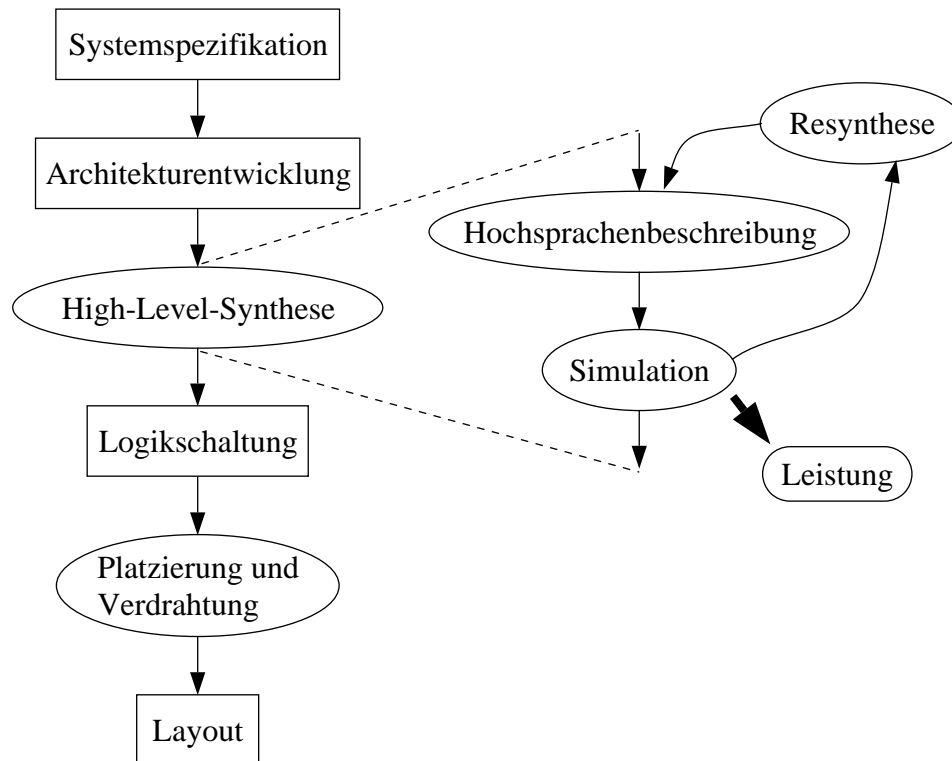 Systemspezifikation
Architekturentwicklung
High-Level-Synthese
Logikschaltung
Platzierung und
Verdrahtung
Layout
Resynthese
Hochsprachenbeschreibung
Simulation
Leistung